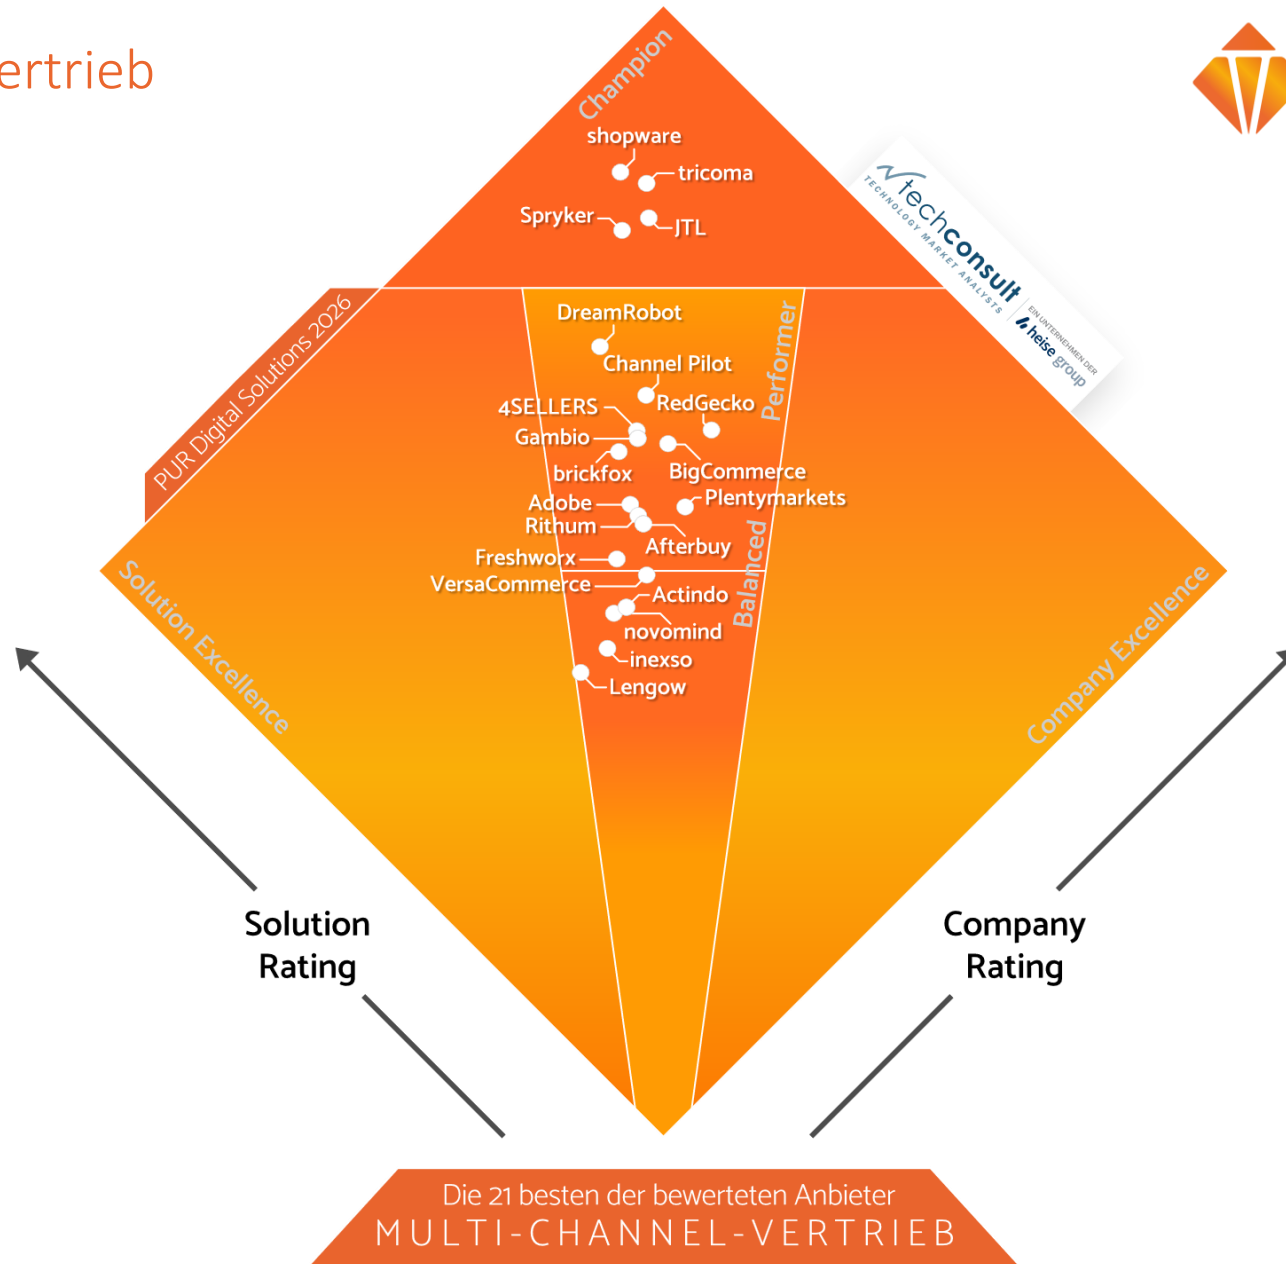 ertrieb
Champion
shopware
tricoma
Spryker
JTL
techconsult
TECHNOLOGY MARKET ANALYSTS
EIN UNTERNEHMEN DER
heise group
PUR Digital Solutions 2026
DreamRobot
Performer
Channel Pilot
RedGecko
4SELLERS
Gambio
brickfox
BigCommerce
Adobe
Plentymarkets
Rithum
Afterbuy
Balanced
Freshworx
VersaCommerce
Actindo
novomind
inexso
Lengow
Solution Excellence
Company Excellence
Solution
Rating
Company
Rating
Die 21 besten der bewerteten Anbieter
MULTI-CHANNEL-VERTRIEB